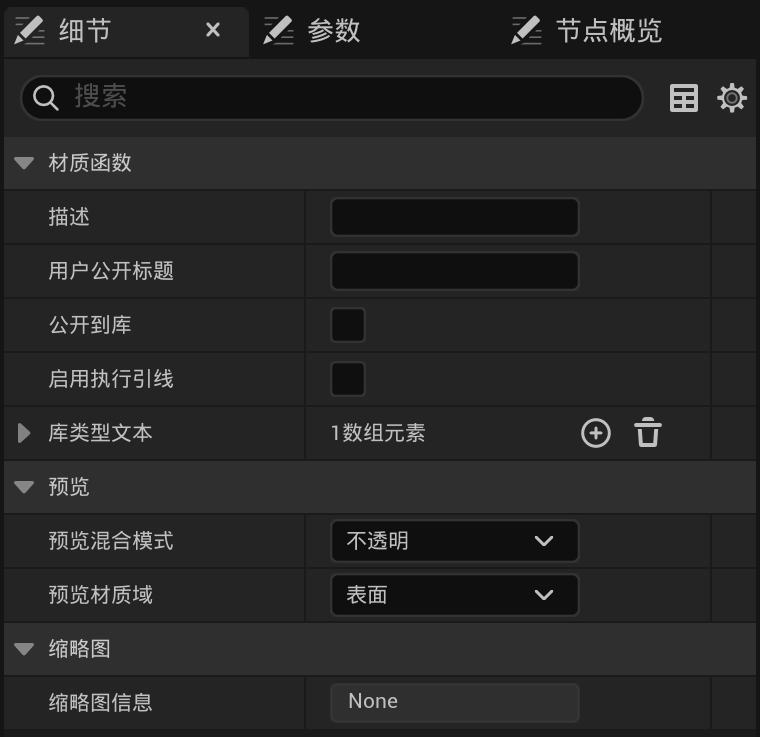 细节 参数 节点概览
搜索
材质函数
描述
用户公开标题
公开到库
启用执行引线
库类型文本 1数组元素
预览
预览混合模式 不透明
预览材质域 表面
缩略图
缩略图信息 None